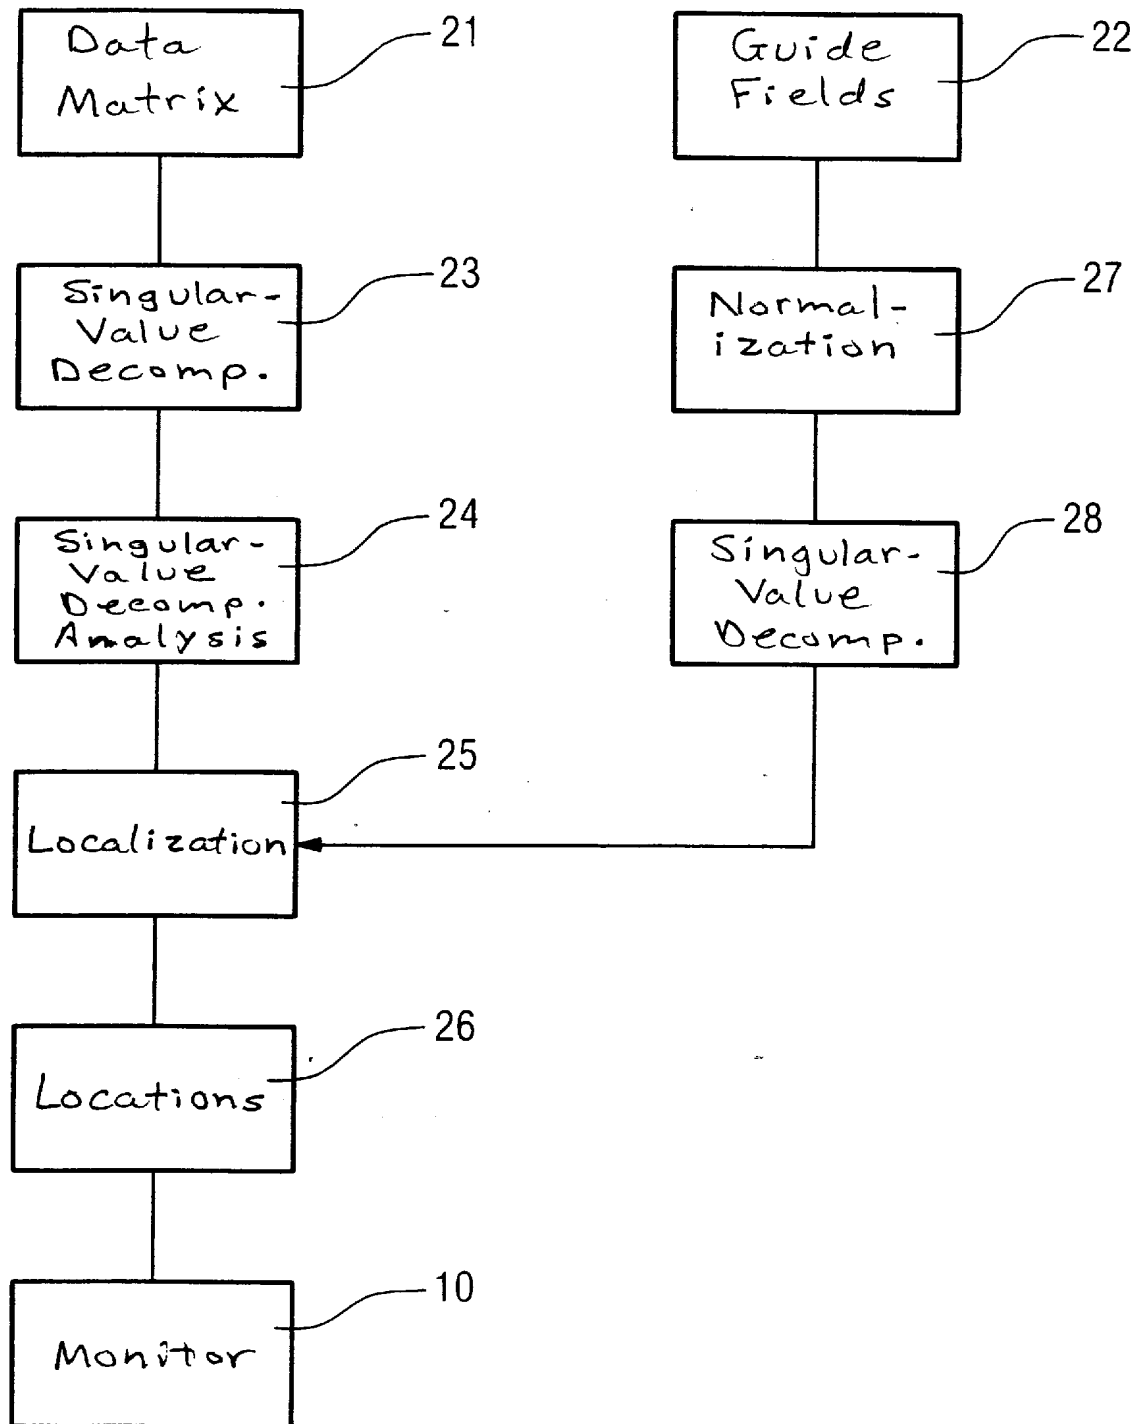 Data
Matrix
21
Guide
Fields
22
Singular-
Value
Decomp.
23
Normal-
ization
27
Singular-
Value
Decomp.
Analysis
24
Singular-
Value
Decomp.
28
Localization
25
Locations
26
Monitor
10